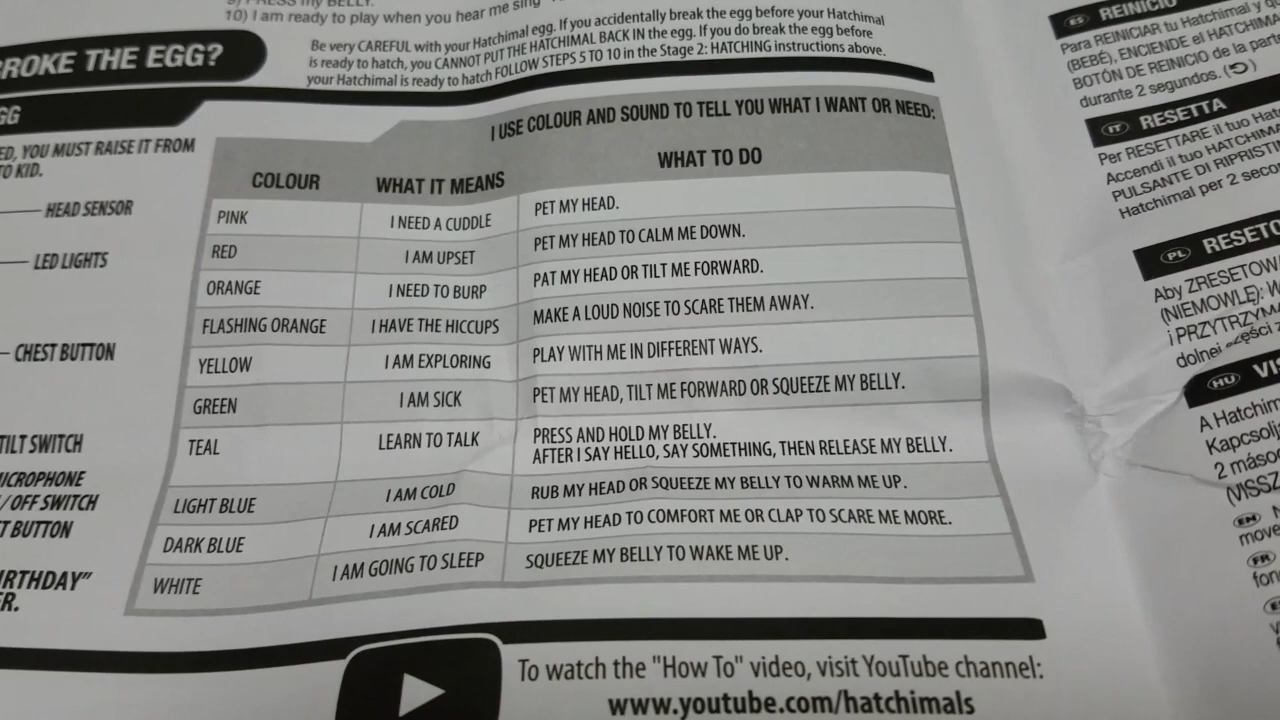 10) I am ready to play when you hear me sing
ROKE THE EGG?
Be very CAREFUL with your Hatchimal egg. If you accidentally break the egg before your Hatchimal
is ready to hatch, you CANNOT PUT THE HATCHIMAL BACK IN the egg. If you do break the egg before
your Hatchimal is ready to hatch FOLLOW STEPS 5 TO 10 in the Stage 2: HATCHING instructions above.
GG
ED, YOU MUST RAISE IT FROM
TO KID.
HEAD SENSOR
LED LIGHTS
CHEST BUTTON
TILT SWITCH
MICROPHONE
/ OFF SWITCH
T BUTTON
IRTHDAY"
ER.
I USE COLOUR AND SOUND TO TELL YOU WHAT I WANT OR NEED:
COLOUR WHAT IT MEANS WHAT TO DO
PINK I NEED A CUDDLE PET MY HEAD.
RED I AM UPSET PET MY HEAD TO CALM ME DOWN.
ORANGE I NEED TO BURP PAT MY HEAD OR TILT ME FORWARD.
FLASHING ORANGE I HAVE THE HICCUPS MAKE A LOUD NOISE TO SCARE THEM AWAY.
YELLOW I AM EXPLORING PLAY WITH ME IN DIFFERENT WAYS.
GREEN I AM SICK PET MY HEAD, TILT ME FORWARD OR SQUEEZE MY BELLY.
TEAL LEARN TO TALK PRESS AND HOLD MY BELLY.
AFTER I SAY HELLO, SAY SOMETHING, THEN RELEASE MY BELLY.
LIGHT BLUE I AM COLD RUB MY HEAD OR SQUEEZE MY BELLY TO WARM ME UP.
DARK BLUE I AM SCARED PET MY HEAD TO COMFORT ME OR CLAP TO SCARE ME MORE.
WHITE I AM GOING TO SLEEP SQUEEZE MY BELLY TO WAKE ME UP.
To watch the "How To" video, visit YouTube channel:
www.youtube.com/hatchimals
ES REINICIO
Para REINICIAR tu Hatchimal y
(BEBÉ), ENCIENDE el HATCHIMA
BOTÓN DE REINICIO de la part
durante 2 segundos.
IT RESETTA
Per RESETTARE il tuo Hat
Accendi il tuo HATCHIMA
PULSANTE DI RIPRISTI
Hatchimal per 2 seco
PL RESETO
Aby ZRESETOWA
(NIEMOWLĘ): W
i PRZYTRZYMA
dolnej części
HU VIS
A Hatchim
Kapcsolj
2 másod
(VISSZ
EN
move
FR
fon